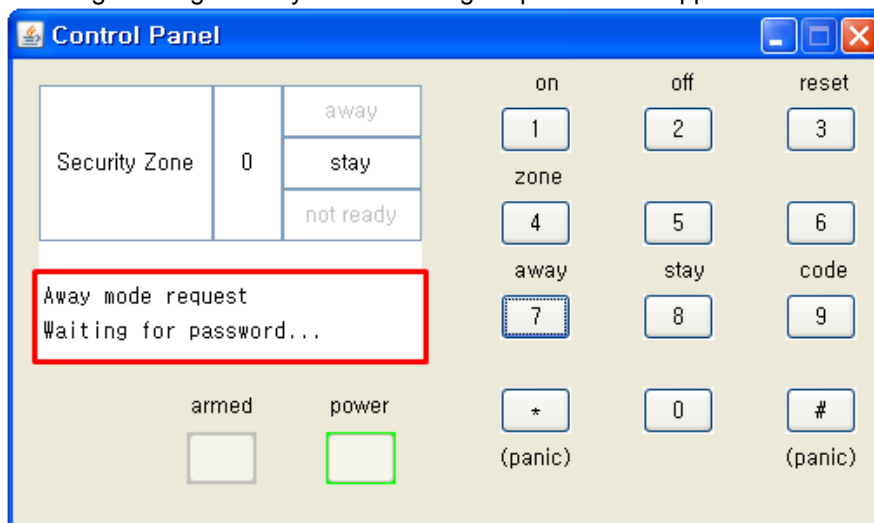 Control Panel
on off reset
away
1 2 3
Security Zone 0 stay
zone
not ready
4 5 6
away stay code
Away mode request
7 8 9
Waiting for password...
armed power
* 0 #
(panic) (panic)